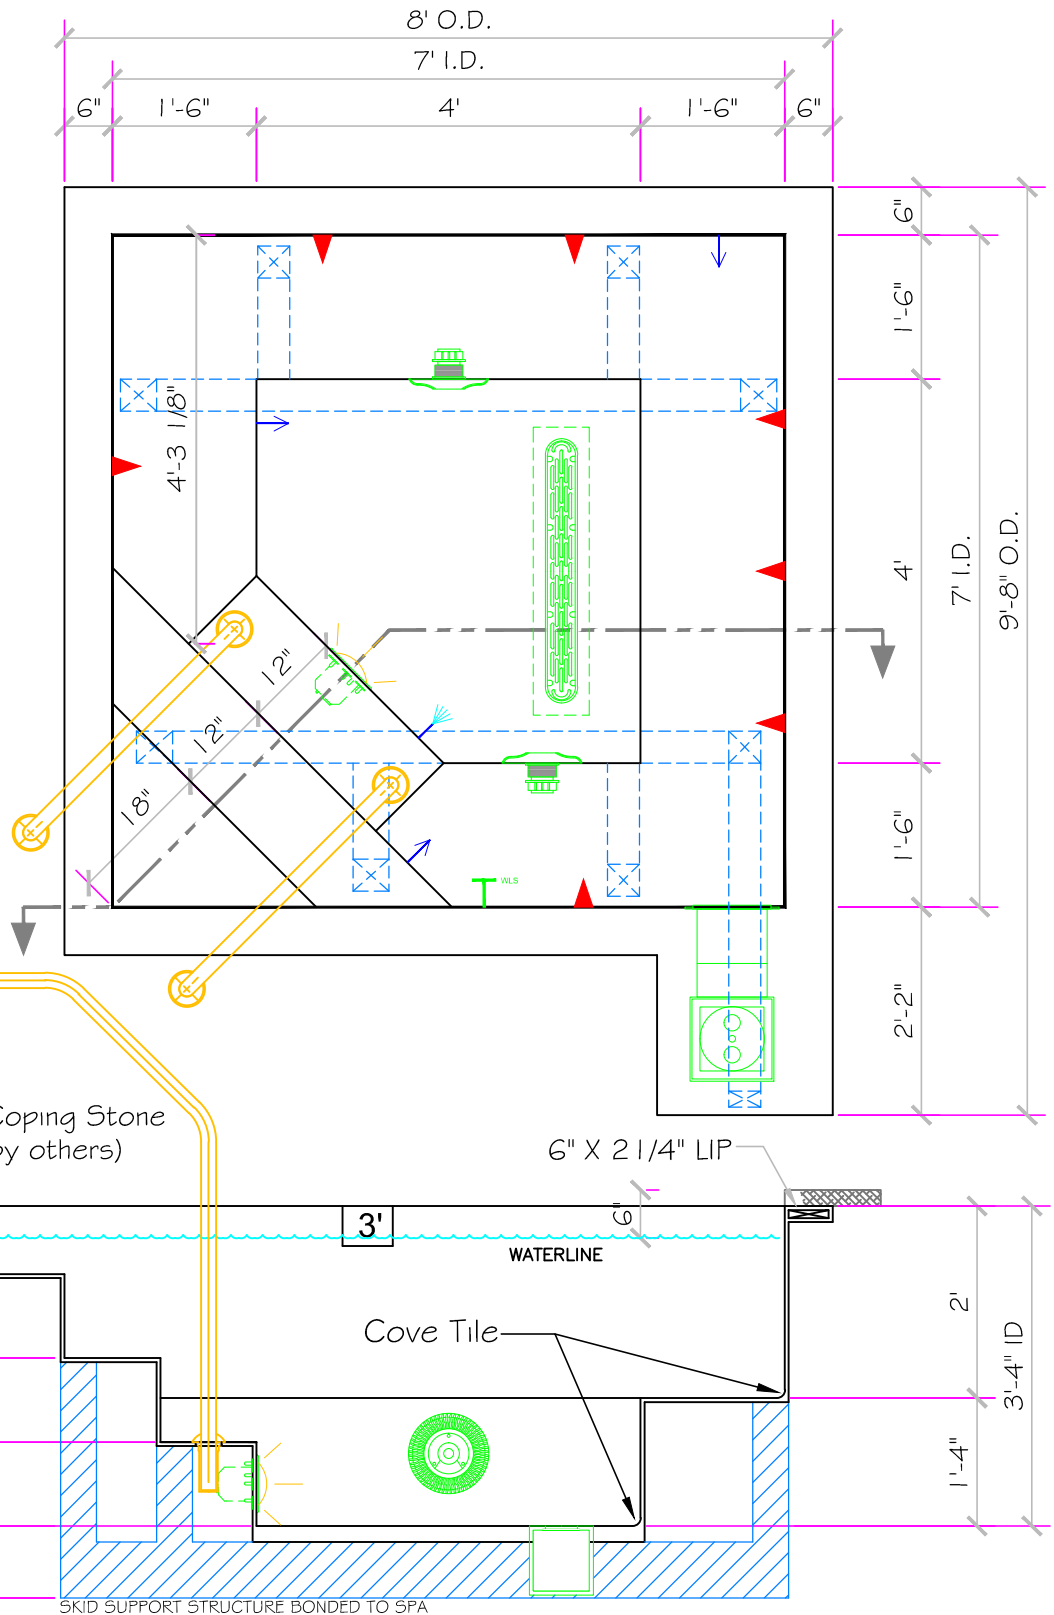 8' O.D.
7' I.D.
6" 1'-6" 4' 1'-6" 6"
6"
1'-6"
4'-3 1/8"
4'
7' I.D.
9'-8" O.D.
12"
12"
18"
1'-6"
WLS
2'-2"
Coping Stone
by others)
6" X 2 1/4" LIP
6"
3'
WATERLINE
2'
Cove Tile
3'-4" ID
1'-4"
SKID SUPPORT STRUCTURE BONDED TO SPA